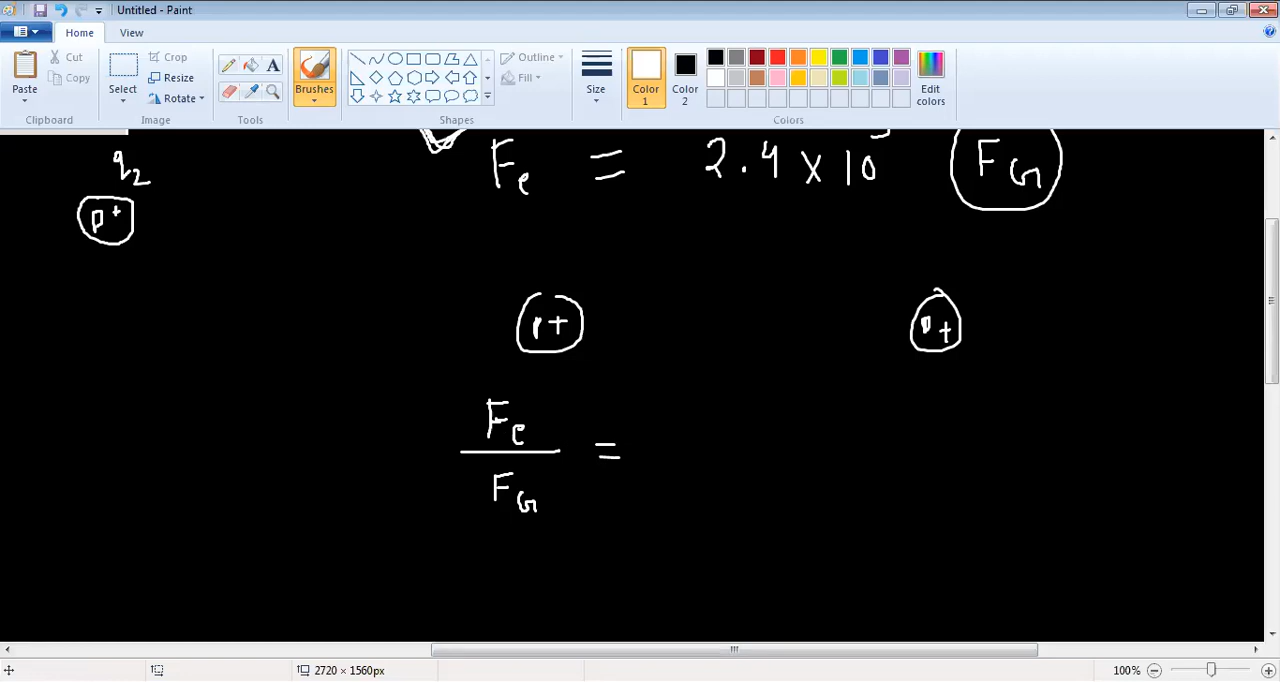 Untitled - Paint
Home View
Paste
Cut
Copy
Clipboard
Select
Crop
Resize
Rotate
Image
A
Tools
Brushes
Outline
Fill
Shapes
Size
Color 1
Color 2
Edit colors
Colors
q2
Fe = 2.4 × 10 FG
p+
p+ p+
Fe
=
FG
2720 × 1560px
100%